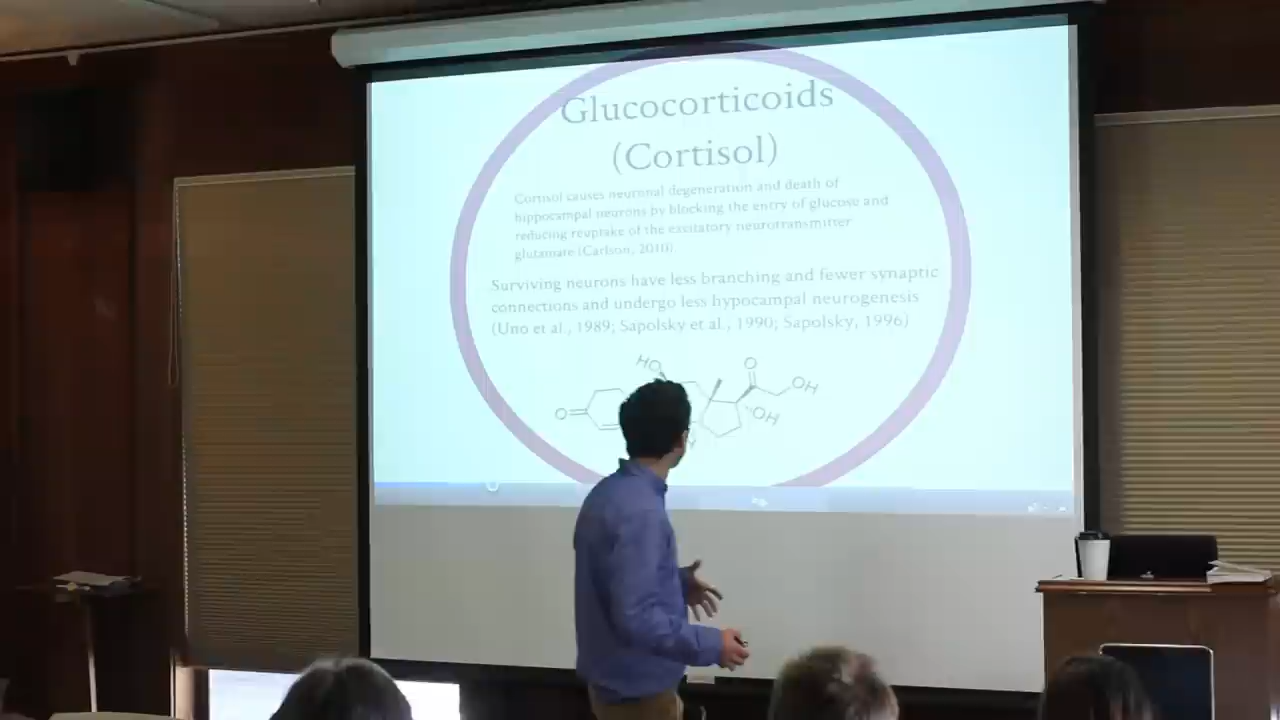 Glucocorticoids
(Cortisol)
Cortisol causes neuronal degeneration and death of
hippocampal neurons by blocking the entry of glucose and
reducing reuptake of the excitatory neurotransmitter
glutamate (Carlson, 2010)
Surviving neurons have less branching and fewer synaptic
connections and undergo less hypocampal neurogenesis
(Uno et al., 1989; Sapolsky et al., 1990; Sapolsky, 1996)
HO
O
OH
O
OH